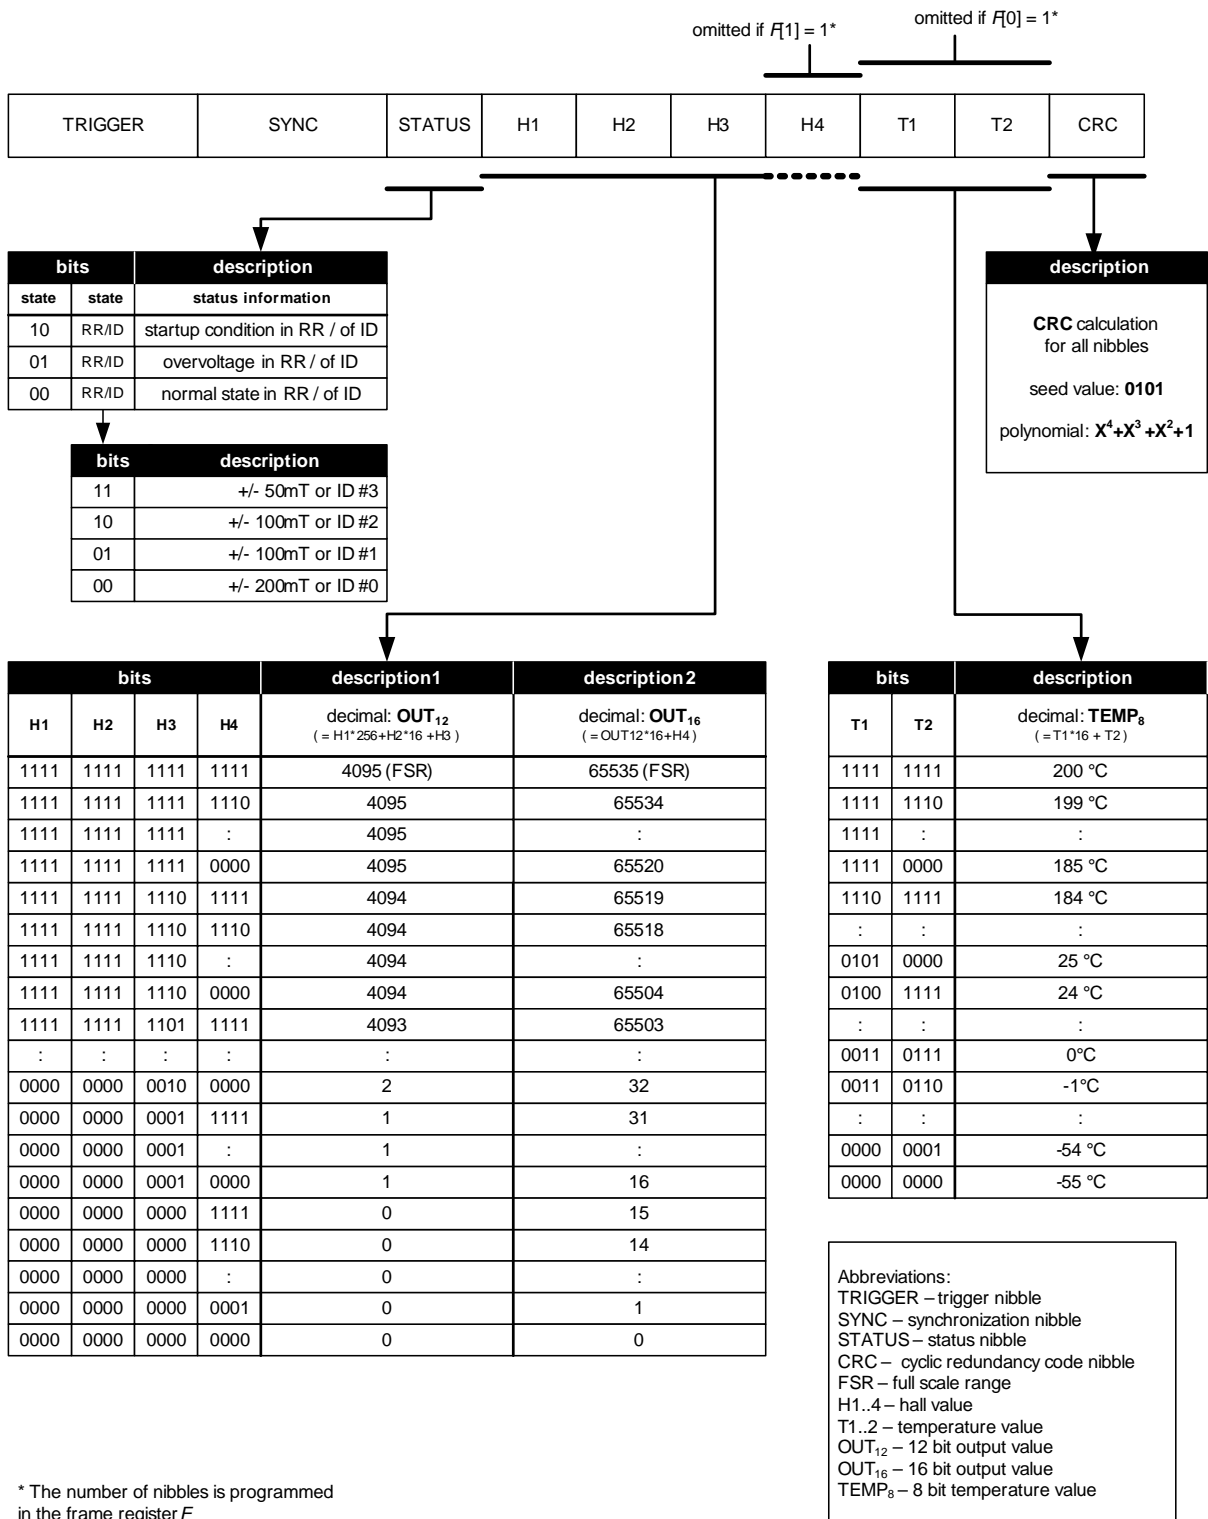 omitted if F[1] = 1*
omitted if F[0] = 1*
TRIGGER SYNC STATUS H1 H2 H3 H4 T1 T2 CRC
bits description
state state status information
10 RR/ID startup condition in RR / of ID
01 RR/ID overvoltage in RR / of ID
00 RR/ID normal state in RR / of ID
bits description
11 +/- 50mT or ID #3
10 +/- 100mT or ID #2
01 +/- 100mT or ID #1
00 +/- 200mT or ID #0
description
CRC calculation
for all nibbles
seed value: 0101
polynomial: X⁴+X³+X²+1
bits description1 description 2
H1 H2 H3 H4 decimal: OUT₁₂ decimal: OUT₁₆
( = H1*256+H2*16 +H3 ) ( = OUT12*16+H4 )
1111 1111 1111 1111 4095 (FSR) 65535 (FSR)
1111 1111 1111 1110 4095 65534
1111 1111 1111 : 4095 :
1111 1111 1111 0000 4095 65520
1111 1111 1110 1111 4094 65519
1111 1111 1110 1110 4094 65518
1111 1111 1110 : 4094 :
1111 1111 1110 0000 4094 65504
1111 1111 1101 1111 4093 65503
: : : : : :
0000 0000 0010 0000 2 32
0000 0000 0001 1111 1 31
0000 0000 0001 : 1 :
0000 0000 0001 0000 1 16
0000 0000 0000 1111 0 15
0000 0000 0000 1110 0 14
0000 0000 0000 : 0 :
0000 0000 0000 0001 0 1
0000 0000 0000 0000 0 0
bits description
T1 T2 decimal: TEMP₈
( = T1*16 + T2 )
1111 1111 200 °C
1111 1110 199 °C
1111 : :
1111 0000 185 °C
1110 1111 184 °C
: : :
0101 0000 25 °C
0100 1111 24 °C
: : :
0011 0111 0°C
0011 0110 -1°C
: : :
0000 0001 -54 °C
0000 0000 -55 °C
Abbreviations:
TRIGGER – trigger nibble
SYNC – synchronization nibble
STATUS – status nibble
CRC – cyclic redundancy code nibble
FSR – full scale range
H1..4 – hall value
T1..2 – temperature value
OUT₁₂ – 12 bit output value
OUT₁₆ – 16 bit output value
TEMP₈ – 8 bit temperature value
* The number of nibbles is programmed
in the frame register F